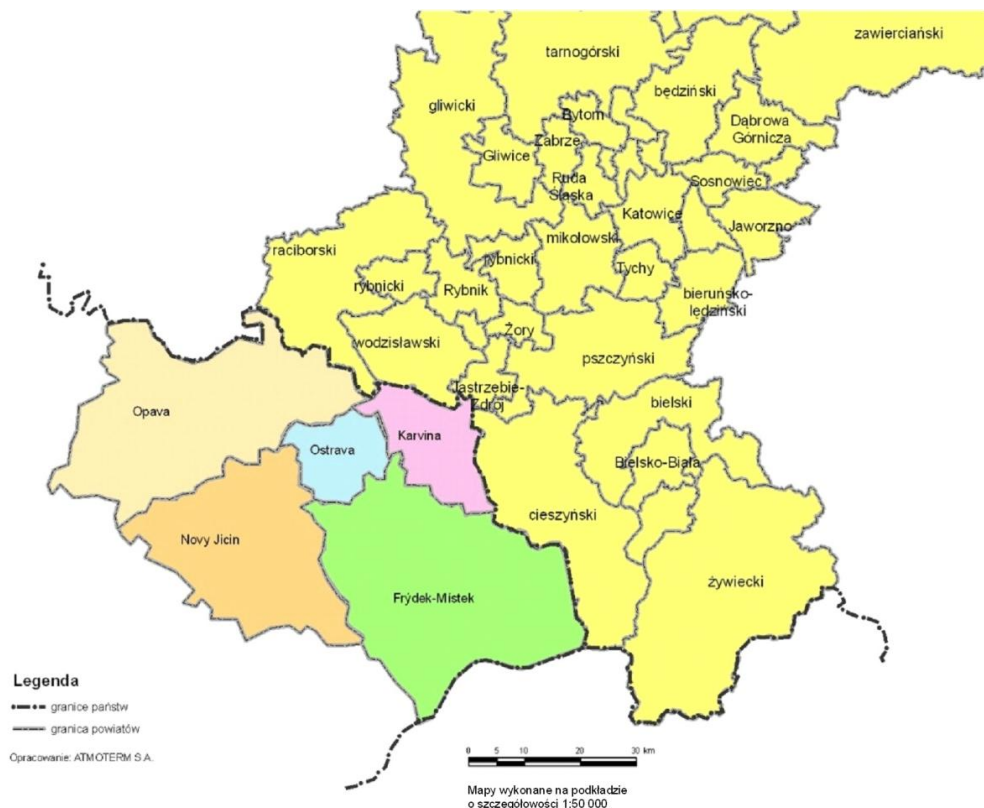 zawierciański
tarnogórski
będziński
gliwicki
Bytom
Dąbrowa
Górnicza
Zabrze
Gliwice
Ruda
Śląska
Sosnowiec
Katowice
Jaworzno
mikołowski
raciborski
rybnicki
Tychy
rybnicki
Rybnik
bieruńsko-
lędziński
Żory
wodzisławski
pszczyński
Jastrzebie-
Zdrój
bielski
Opava
Karvina
Ostrava
Bielsko-Biała
cieszyński
Novy Jicin
żywiecki
Frýdek-Mistek
Legenda
granice państw
granica powiatów
Opracowanie: ATMOTERM S.A.
0 5 10 20 30 km
Mapy wykonane na podkładzie
o szczegółowości 1:50 000